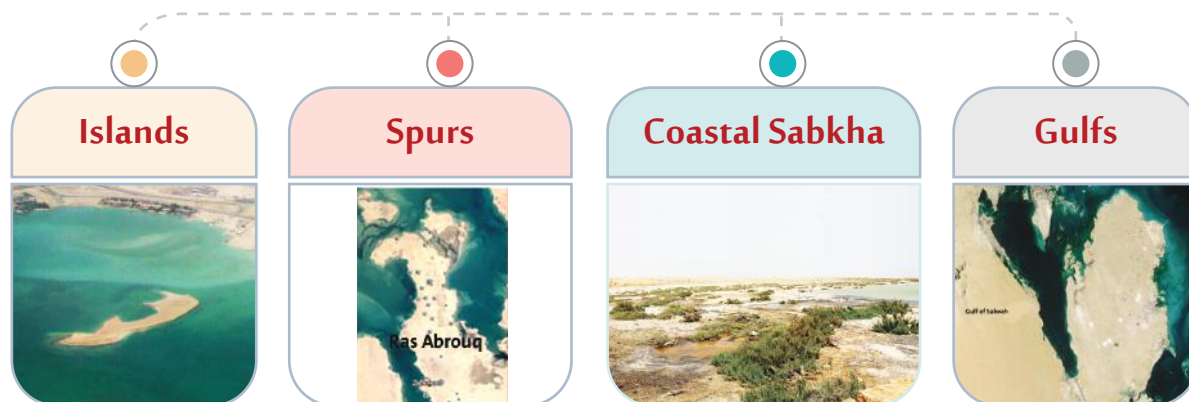 Islands
Spurs
Coastal Sabkha
Gulfs
Ras Abrouq
Gulf of Salwah